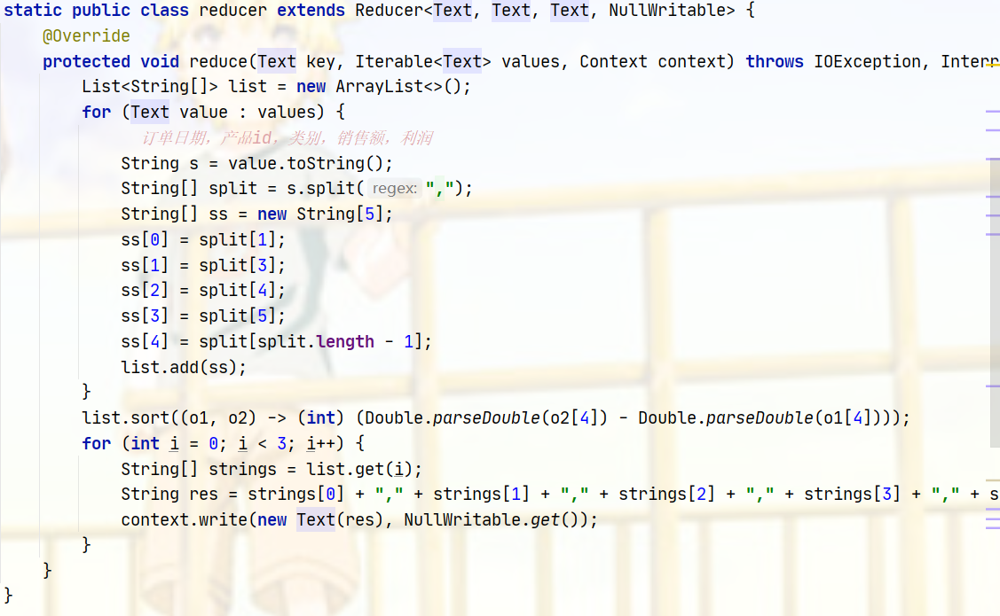 static public class reducer extends Reducer<Text, Text, Text, NullWritable> {
@Override
protected void reduce(Text key, Iterable<Text> values, Context context) throws IOException, Interr
List<String[]> list = new ArrayList<>();
for (Text value : values) {
订单日期，产品id，类别，销售额，利润
String s = value.toString();
String[] split = s.split( regex: ",");
String[] ss = new String[5];
ss[0] = split[1];
ss[1] = split[3];
ss[2] = split[4];
ss[3] = split[5];
ss[4] = split[split.length - 1];
list.add(ss);
}
list.sort((o1, o2) -> (int) (Double.parseDouble(o2[4]) - Double.parseDouble(o1[4])));
for (int i = 0; i < 3; i++) {
String[] strings = list.get(i);
String res = strings[0] + "," + strings[1] + "," + strings[2] + "," + strings[3] + "," + s
context.write(new Text(res), NullWritable.get());
}
}
}